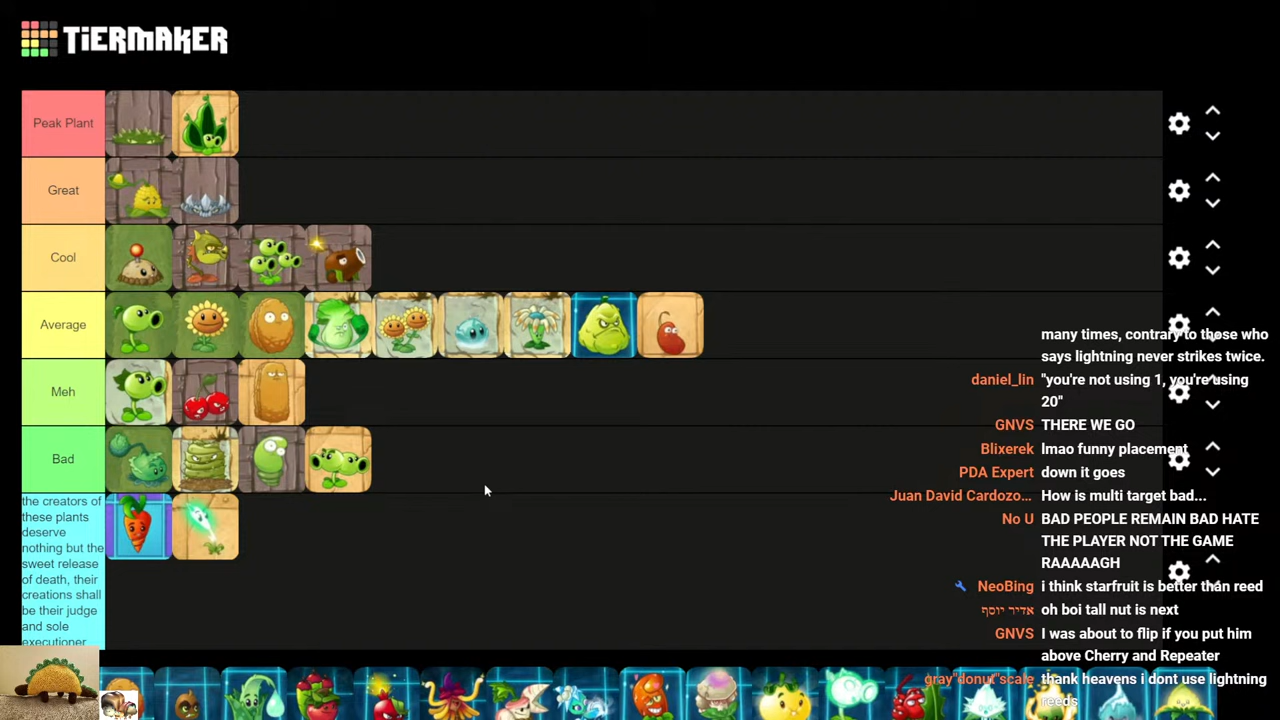 TIERMAKER
Peak Plant
Great
Cool
Average
Meh
Bad
the creators of
these plants
deserve
nothing but the
sweet release
of death, their
creations shall
be their judge
and sole
executioner
many times, contrary to those who
says lightning never strikes twice.
daniel_lin "you're not using 1, you're using
20"
GNVS THERE WE GO
Blixerek lmao funny placement
PDA Expert down it goes
Juan David Cardozo... How is multi target bad...
No U BAD PEOPLE REMAIN BAD HATE
THE PLAYER NOT THE GAME
RAAAAAGH
NeoBing i think starfruit is better than reed
אדיר יוסף oh boi tall nut is next
GNVS I was about to flip if you put him
above Cherry and Repeater
gray"donut"scale thank heavens i dont use lightning
reeds